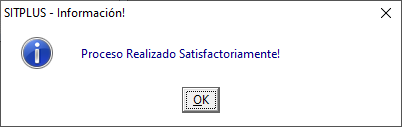 SITPLUS - Información!
Proceso Realizado Satisfactoriamente!
OK